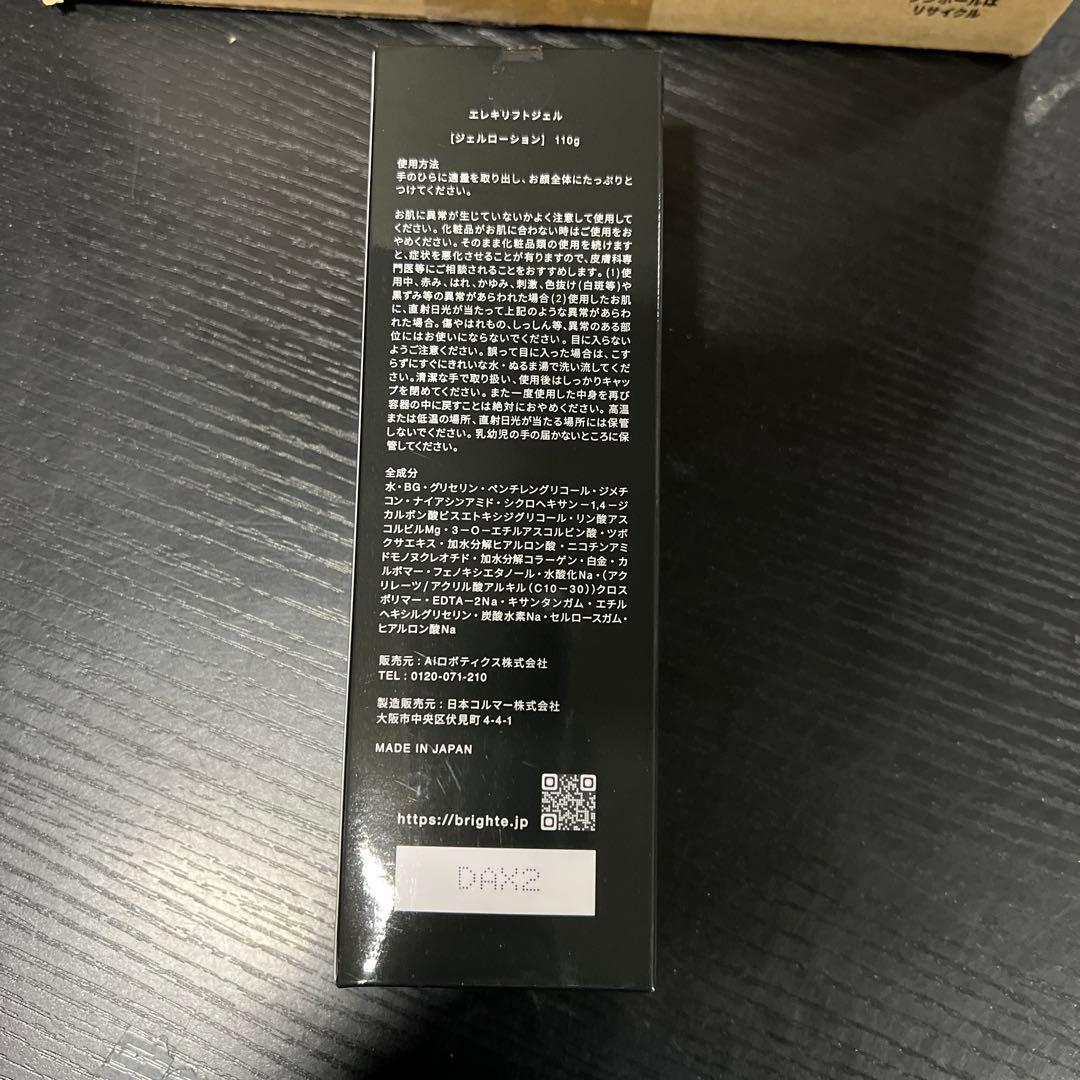 リサイクル
エレキリフトジェル
[ジェルローション] 110g
使用方法
手のひらに適量を取り出し、お顔全体にたっぷりと
つけてください。
お肌に異常が生じていないかよく注意して使用して
ください。化粧品がお肌に合わない時はご使用をお
やめください。そのまま化粧品類の使用を続けます
と、症状を悪化させることが有りますので、皮膚科専
門医等にご相談されることをおすすめします。(1)使
用中、赤み、はれ、かゆみ、刺激、色抜け(白斑等)や
黒ずみ等の異常があらわれた場合(2)使用したお肌
に、直射日光が当たって上記のような異常があらわ
れた場合。傷やはれもの、しっしん等、異常のある部
位にはお使いにならないでください。目に入らない
ようご注意ください。誤って目に入った場合は、こす
らずにすぐにきれいな水・ぬるま湯で洗い流してくだ
さい。清潔な手で取り扱い、使用後はしっかりキャッ
プを閉めてください。また一度使用した中身を再び
容器の中に戻すことは絶対におやめください。高温
または低温の場所、直射日光が当たる場所には保管
しないでください。乳幼児の手の届かないところに保
管してください。
全成分
水・BG・グリセリン・ペンチレングリコール・ジメチ
コン・ナイアシンアミド・シクロヘキサン-1,4-ジ
カルボン酸ビスエトキシジグリコール・リン酸アス
コルビルMg・3-O-エチルアスコルビン酸・ツボ
クサエキス・加水分解ヒアルロン酸・ニコチンアミ
ドモノヌクレオチド・加水分解コラーゲン・白金・カ
ルボマー・フェノキシエタノール・水酸化Na・(アク
リレーツ/アクリル酸アルキル(C10-30))クロス
ポリマー・EDTA-2Na・キサンタンガム・エチル
ヘキシルグリセリン・炭酸水素Na・セルロースガム・
ヒアルロン酸Na
販売元:AIロボティクス株式会社
TEL:0120-071-210
製造販売元:日本コルマー株式会社
大阪市中央区伏見町4-4-1
MADE IN JAPAN
https://brighte.jp
DAX2